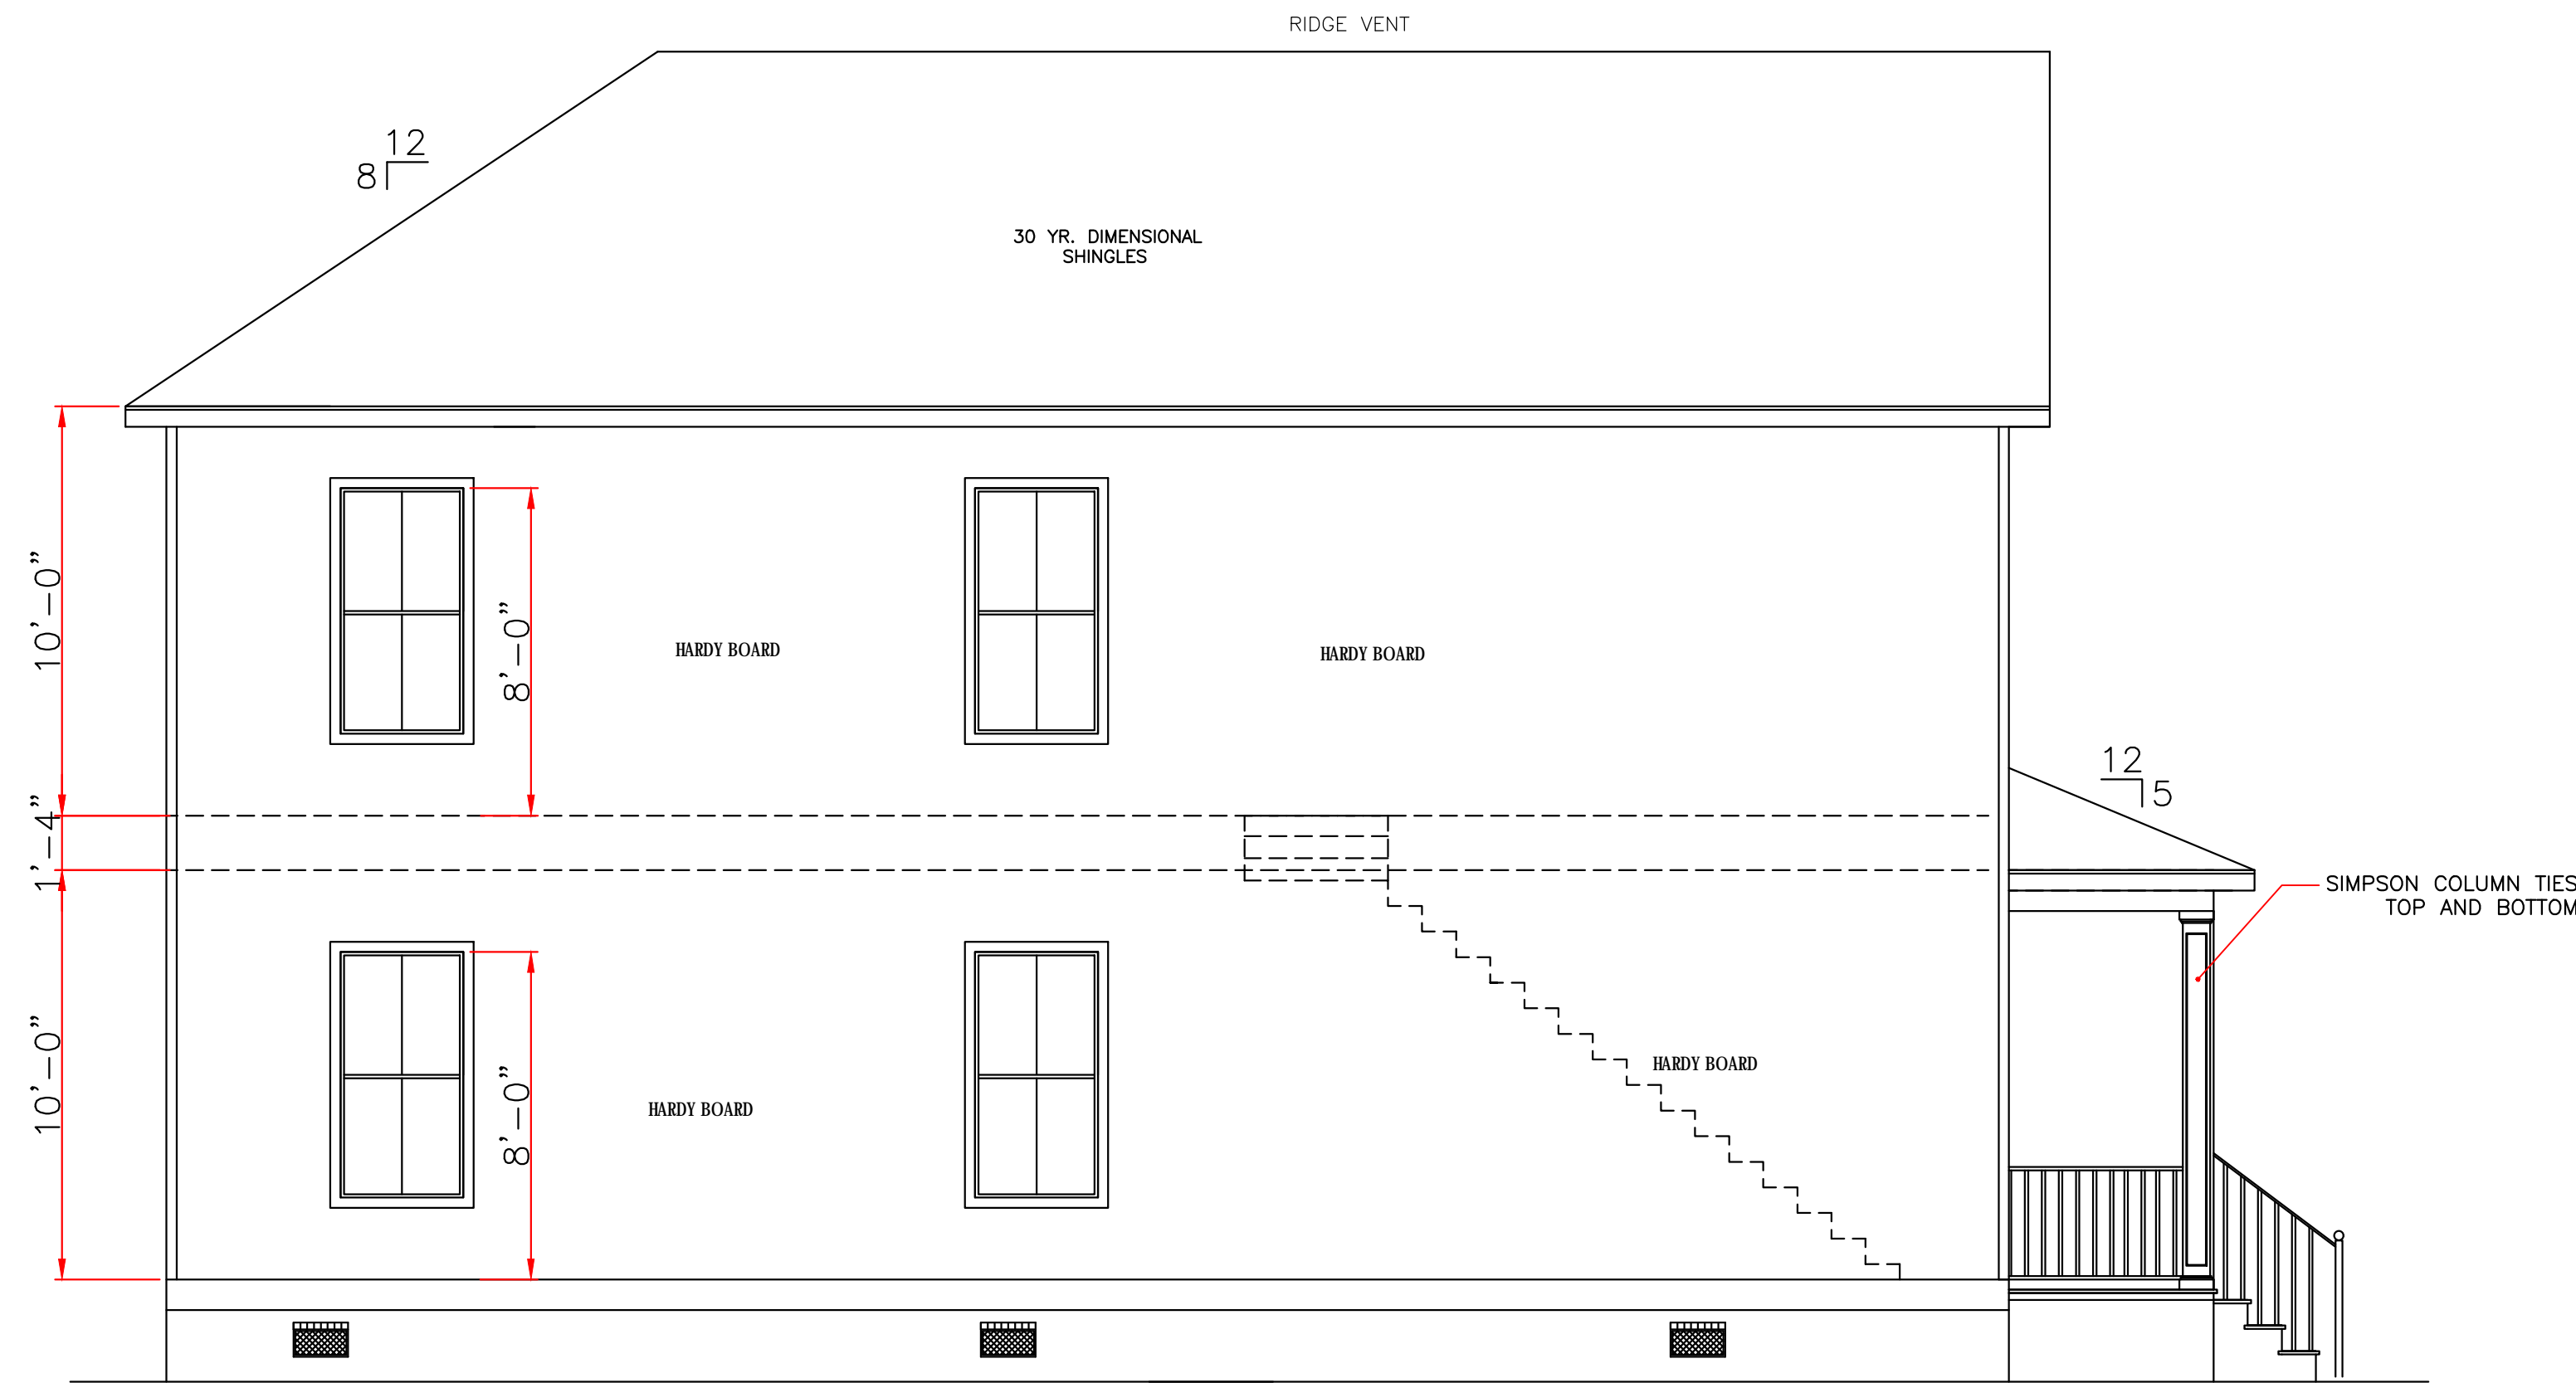 RIDGE VENT
12
8
30 YR. DIMENSIONAL
SHINGLES
10'-0"
8'-0"
HARDY BOARD
HARDY BOARD
12
5
1'-4"
SIMPSON COLUMN TIES
TOP AND BOTTOM
10'-0"
8'-0"
HARDY BOARD
HARDY BOARD